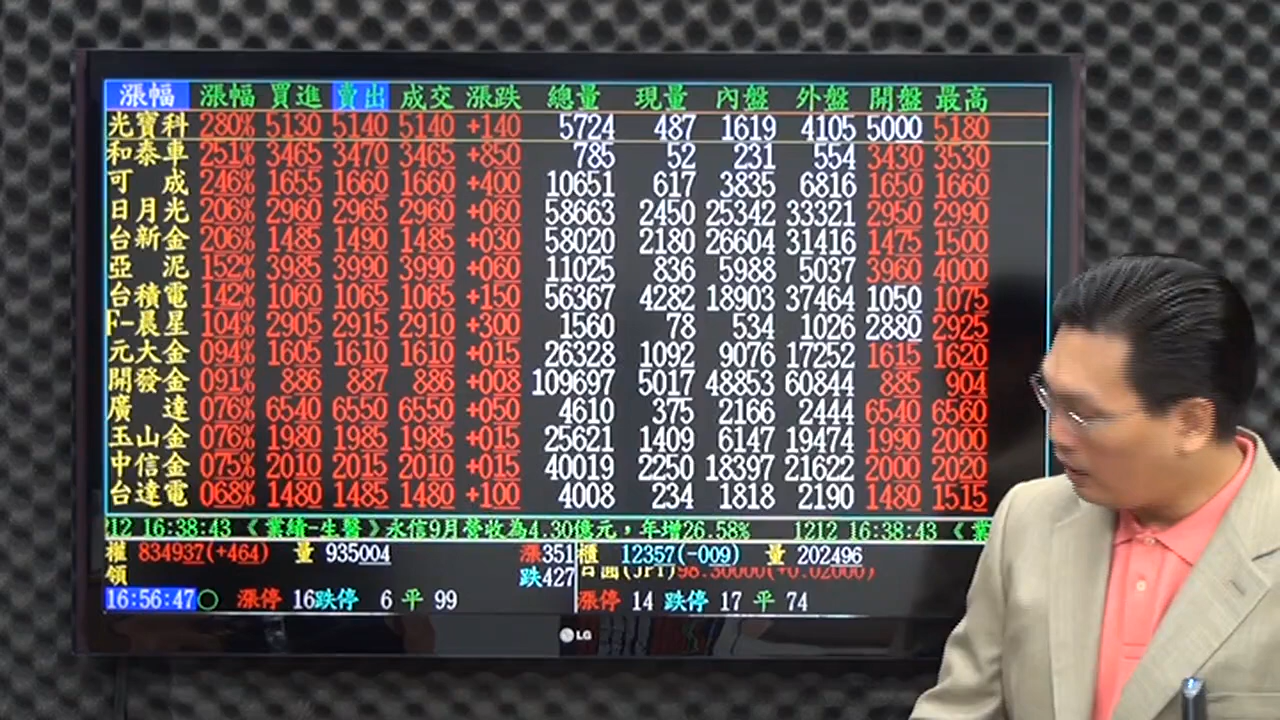 漲幅 漲幅 買進 賣出 成交 漲跌 總量 現量 內盤 外盤 開盤 最高
光寶科 280% 5130 5140 5140 +140 5724 487 1619 4105 5000 5180
和泰車 251% 3465 3470 3465 +850 785 52 231 554 3430 3530
可 成 246% 1655 1660 1660 +400 10651 617 3835 6816 1650 1660
日月光 206% 2960 2965 2960 +060 58663 2450 25342 33321 2950 2990
台新金 206% 1485 1490 1485 +030 58020 2180 26604 31416 1475 1500
亞 泥 152% 3985 3990 3990 +060 11025 836 5988 5037 3960 4000
台積電 142% 1060 1065 1065 +150 56367 4282 18903 37464 1050 1075
F-晨星 104% 2905 2915 2910 +300 1560 78 534 1026 2880 2925
元大金 094% 1605 1610 1610 +015 26328 1092 9076 17252 1615 1620
開發金 091% 886 887 886 +008 109697 5017 48853 60844 885 904
廣 達 076% 6540 6550 6550 +050 4610 375 2166 2444 6540 6560
玉山金 076% 1980 1985 1985 +015 25621 1409 6147 19474 1990 2000
中信金 075% 2010 2015 2010 +015 40019 2250 18397 21622 2000 2020
台達電 068% 1480 1485 1480 +100 4008 234 1818 2190 1480 1515
12 16:38:43 《業績-生醫》永信9月營收為4.30億元，年增26.58% 1212 16:38:43 《業
權 834937(+464) 量 935004 漲351 櫃 12357(-009) 量 202496
領 跌427 日圓(JPY)98.30000(+0.02000)
16:56:47 漲停 16跌停 6平 99 漲停 14 跌停 17 平 74
LG